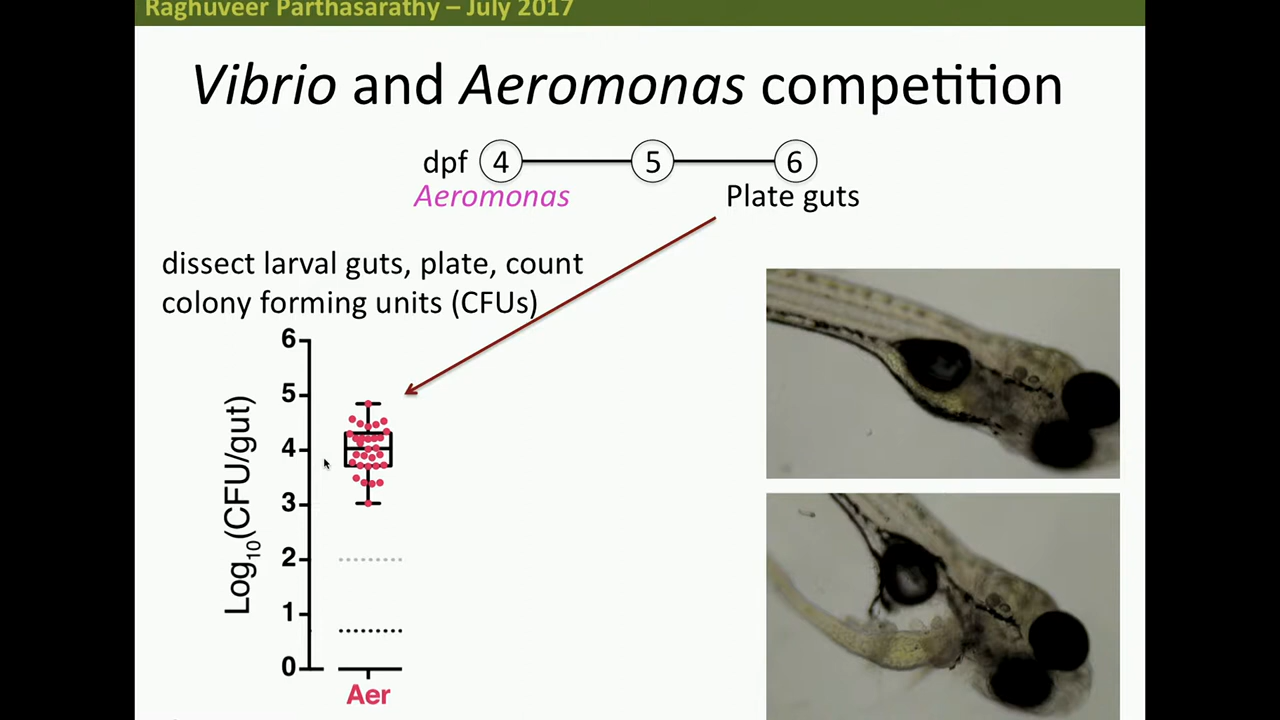 Raghuveer Parthasarathy – July 2017
Vibrio and Aeromonas competition
dpf 4 5 6
Aeromonas Plate guts
dissect larval guts, plate, count
colony forming units (CFUs)
Log10(CFU/gut)
6
5
4
3
2
1
0
Aer